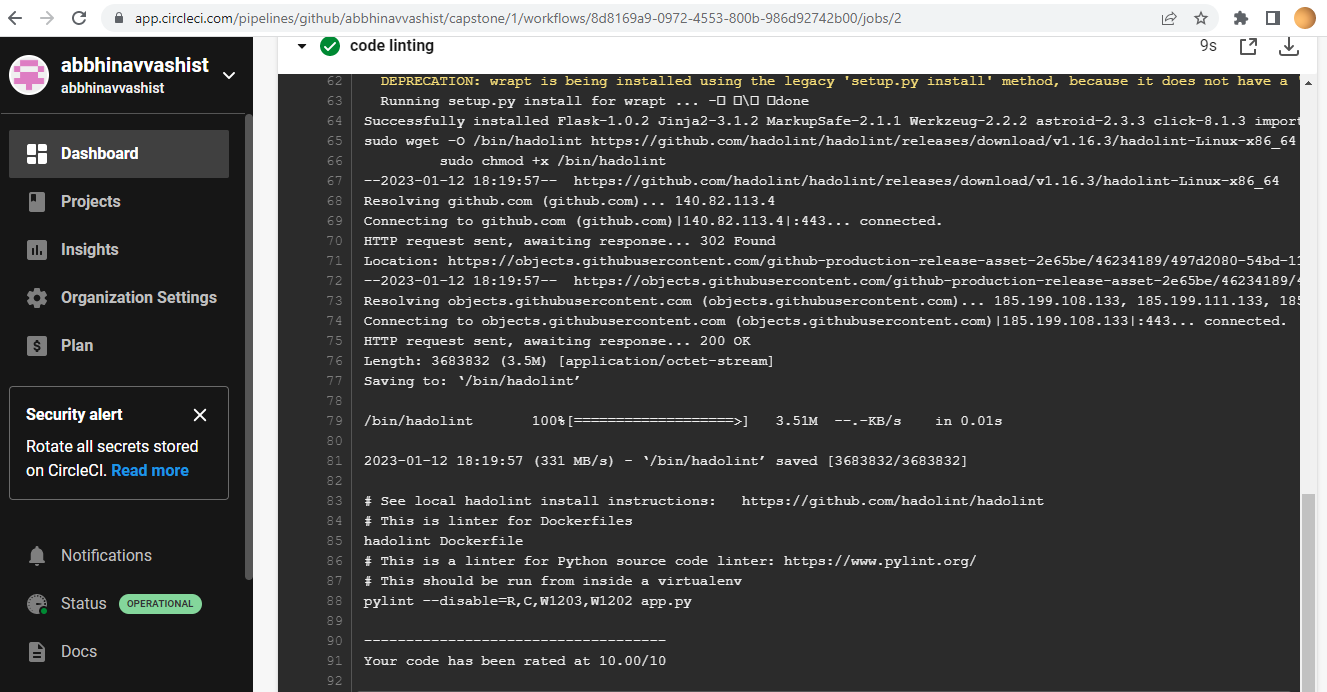 app.circleci.com/pipelines/github/abbhinavvashist/capstone/1/workflows/8d8169a9-0972-4553-800b-986d92742b00/jobs/2
abbhinavvashist
abbhinavvashist
Dashboard
Projects
Insights
Organization Settings
Plan
Security alert
Rotate all secrets stored
on CircleCI. Read more
Notifications
Status OPERATIONAL
Docs
code linting 9s
62 DEPRECATION: wrapt is being installed using the legacy 'setup.py install' method, because it does not have a
63 Running setup.py install for wrapt ... -▯ ▯\▯ ▯done
64 Successfully installed Flask-1.0.2 Jinja2-3.1.2 MarkupSafe-2.1.1 Werkzeug-2.2.2 astroid-2.3.3 click-8.1.3 import
65 sudo wget -O /bin/hadolint https://github.com/hadolint/hadolint/releases/download/v1.16.3/hadolint-Linux-x86_64
66 sudo chmod +x /bin/hadolint
67 --2023-01-12 18:19:57-- https://github.com/hadolint/hadolint/releases/download/v1.16.3/hadolint-Linux-x86_64
68 Resolving github.com (github.com)... 140.82.113.4
69 Connecting to github.com (github.com)|140.82.113.4|:443... connected.
70 HTTP request sent, awaiting response... 302 Found
71 Location: https://objects.githubusercontent.com/github-production-release-asset-2e65be/46234189/497d2080-54bd-11
72 --2023-01-12 18:19:57-- https://objects.githubusercontent.com/github-production-release-asset-2e65be/46234189/4
73 Resolving objects.githubusercontent.com (objects.githubusercontent.com)... 185.199.108.133, 185.199.111.133, 185
74 Connecting to objects.githubusercontent.com (objects.githubusercontent.com)|185.199.108.133|:443... connected.
75 HTTP request sent, awaiting response... 200 OK
76 Length: 3683832 (3.5M) [application/octet-stream]
77 Saving to: ‘/bin/hadolint’
78
79 /bin/hadolint 100%[===================>] 3.51M --.-KB/s in 0.01s
80
81 2023-01-12 18:19:57 (331 MB/s) - ‘/bin/hadolint’ saved [3683832/3683832]
82
83 # See local hadolint install instructions: https://github.com/hadolint/hadolint
84 # This is linter for Dockerfiles
85 hadolint Dockerfile
86 # This is a linter for Python source code linter: https://www.pylint.org/
87 # This should be run from inside a virtualenv
88 pylint --disable=R,C,W1203,W1202 app.py
89
90 ------------------------------------
91 Your code has been rated at 10.00/10
92